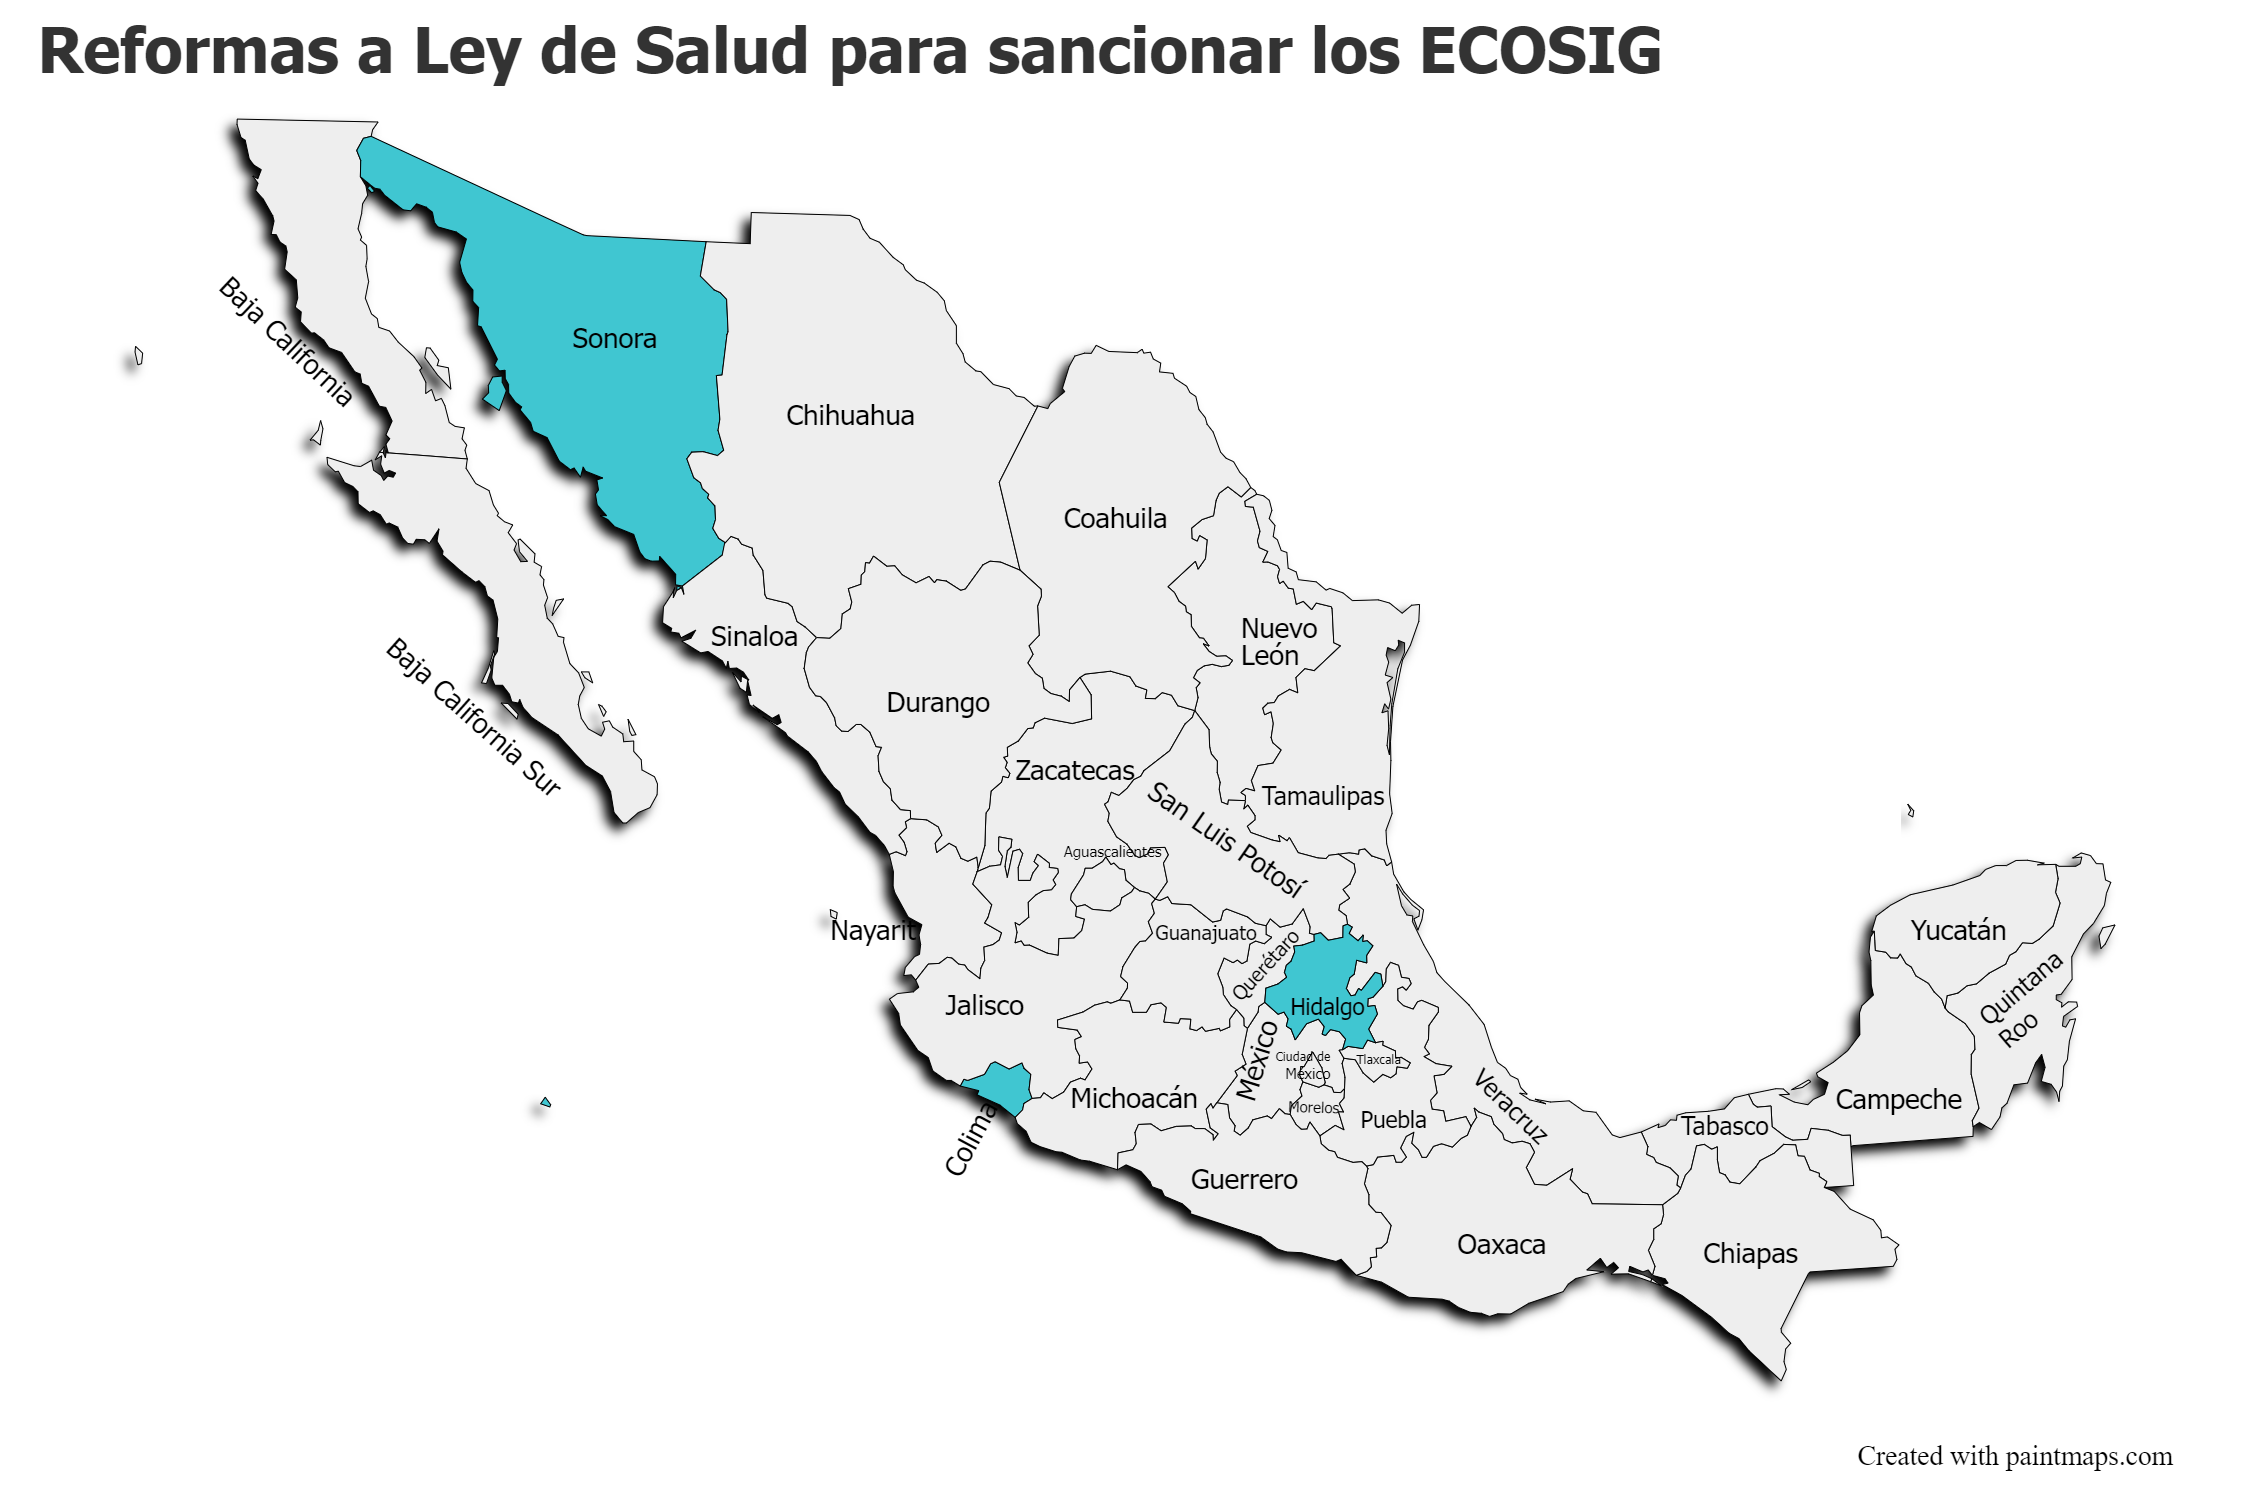 Reformas a Ley de Salud para sancionar los ECOSIG
Baja California
Sonora
Chihuahua
Coahuila
Nuevo
León
Sinaloa
Baja California Sur
Durango
Zacatecas
San Luis Potosí
Tamaulipas
Aguascalientes
Nayarit
Guanajuato
Querétaro
Hidalgo
Yucatán
Quintana
Roo
Jalisco
México
Ciudad de
México
Tlaxcala
Colima
Michoacán
Morelos
Puebla
Veracruz
Tabasco
Campeche
Guerrero
Oaxaca
Chiapas
Created with paintmaps.com